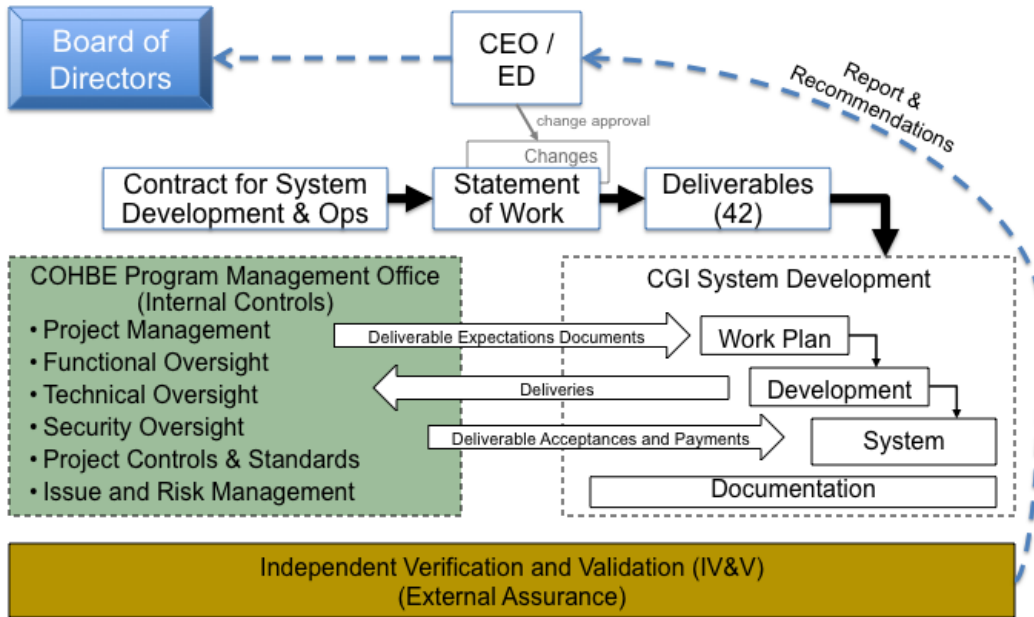 Board of
Directors
CEO /
ED
Report &
Recommendations
change approval
Changes
Contract for System
Development & Ops
Statement
of Work
Deliverables
(42)
COHBE Program Management Office
(Internal Controls)
• Project Management
• Functional Oversight
• Technical Oversight
• Security Oversight
• Project Controls & Standards
• Issue and Risk Management
Deliverable Expectations Documents
Deliveries
Deliverable Acceptances and Payments
CGI System Development
Work Plan
Development
System
Documentation
Independent Verification and Validation (IV&V)
(External Assurance)